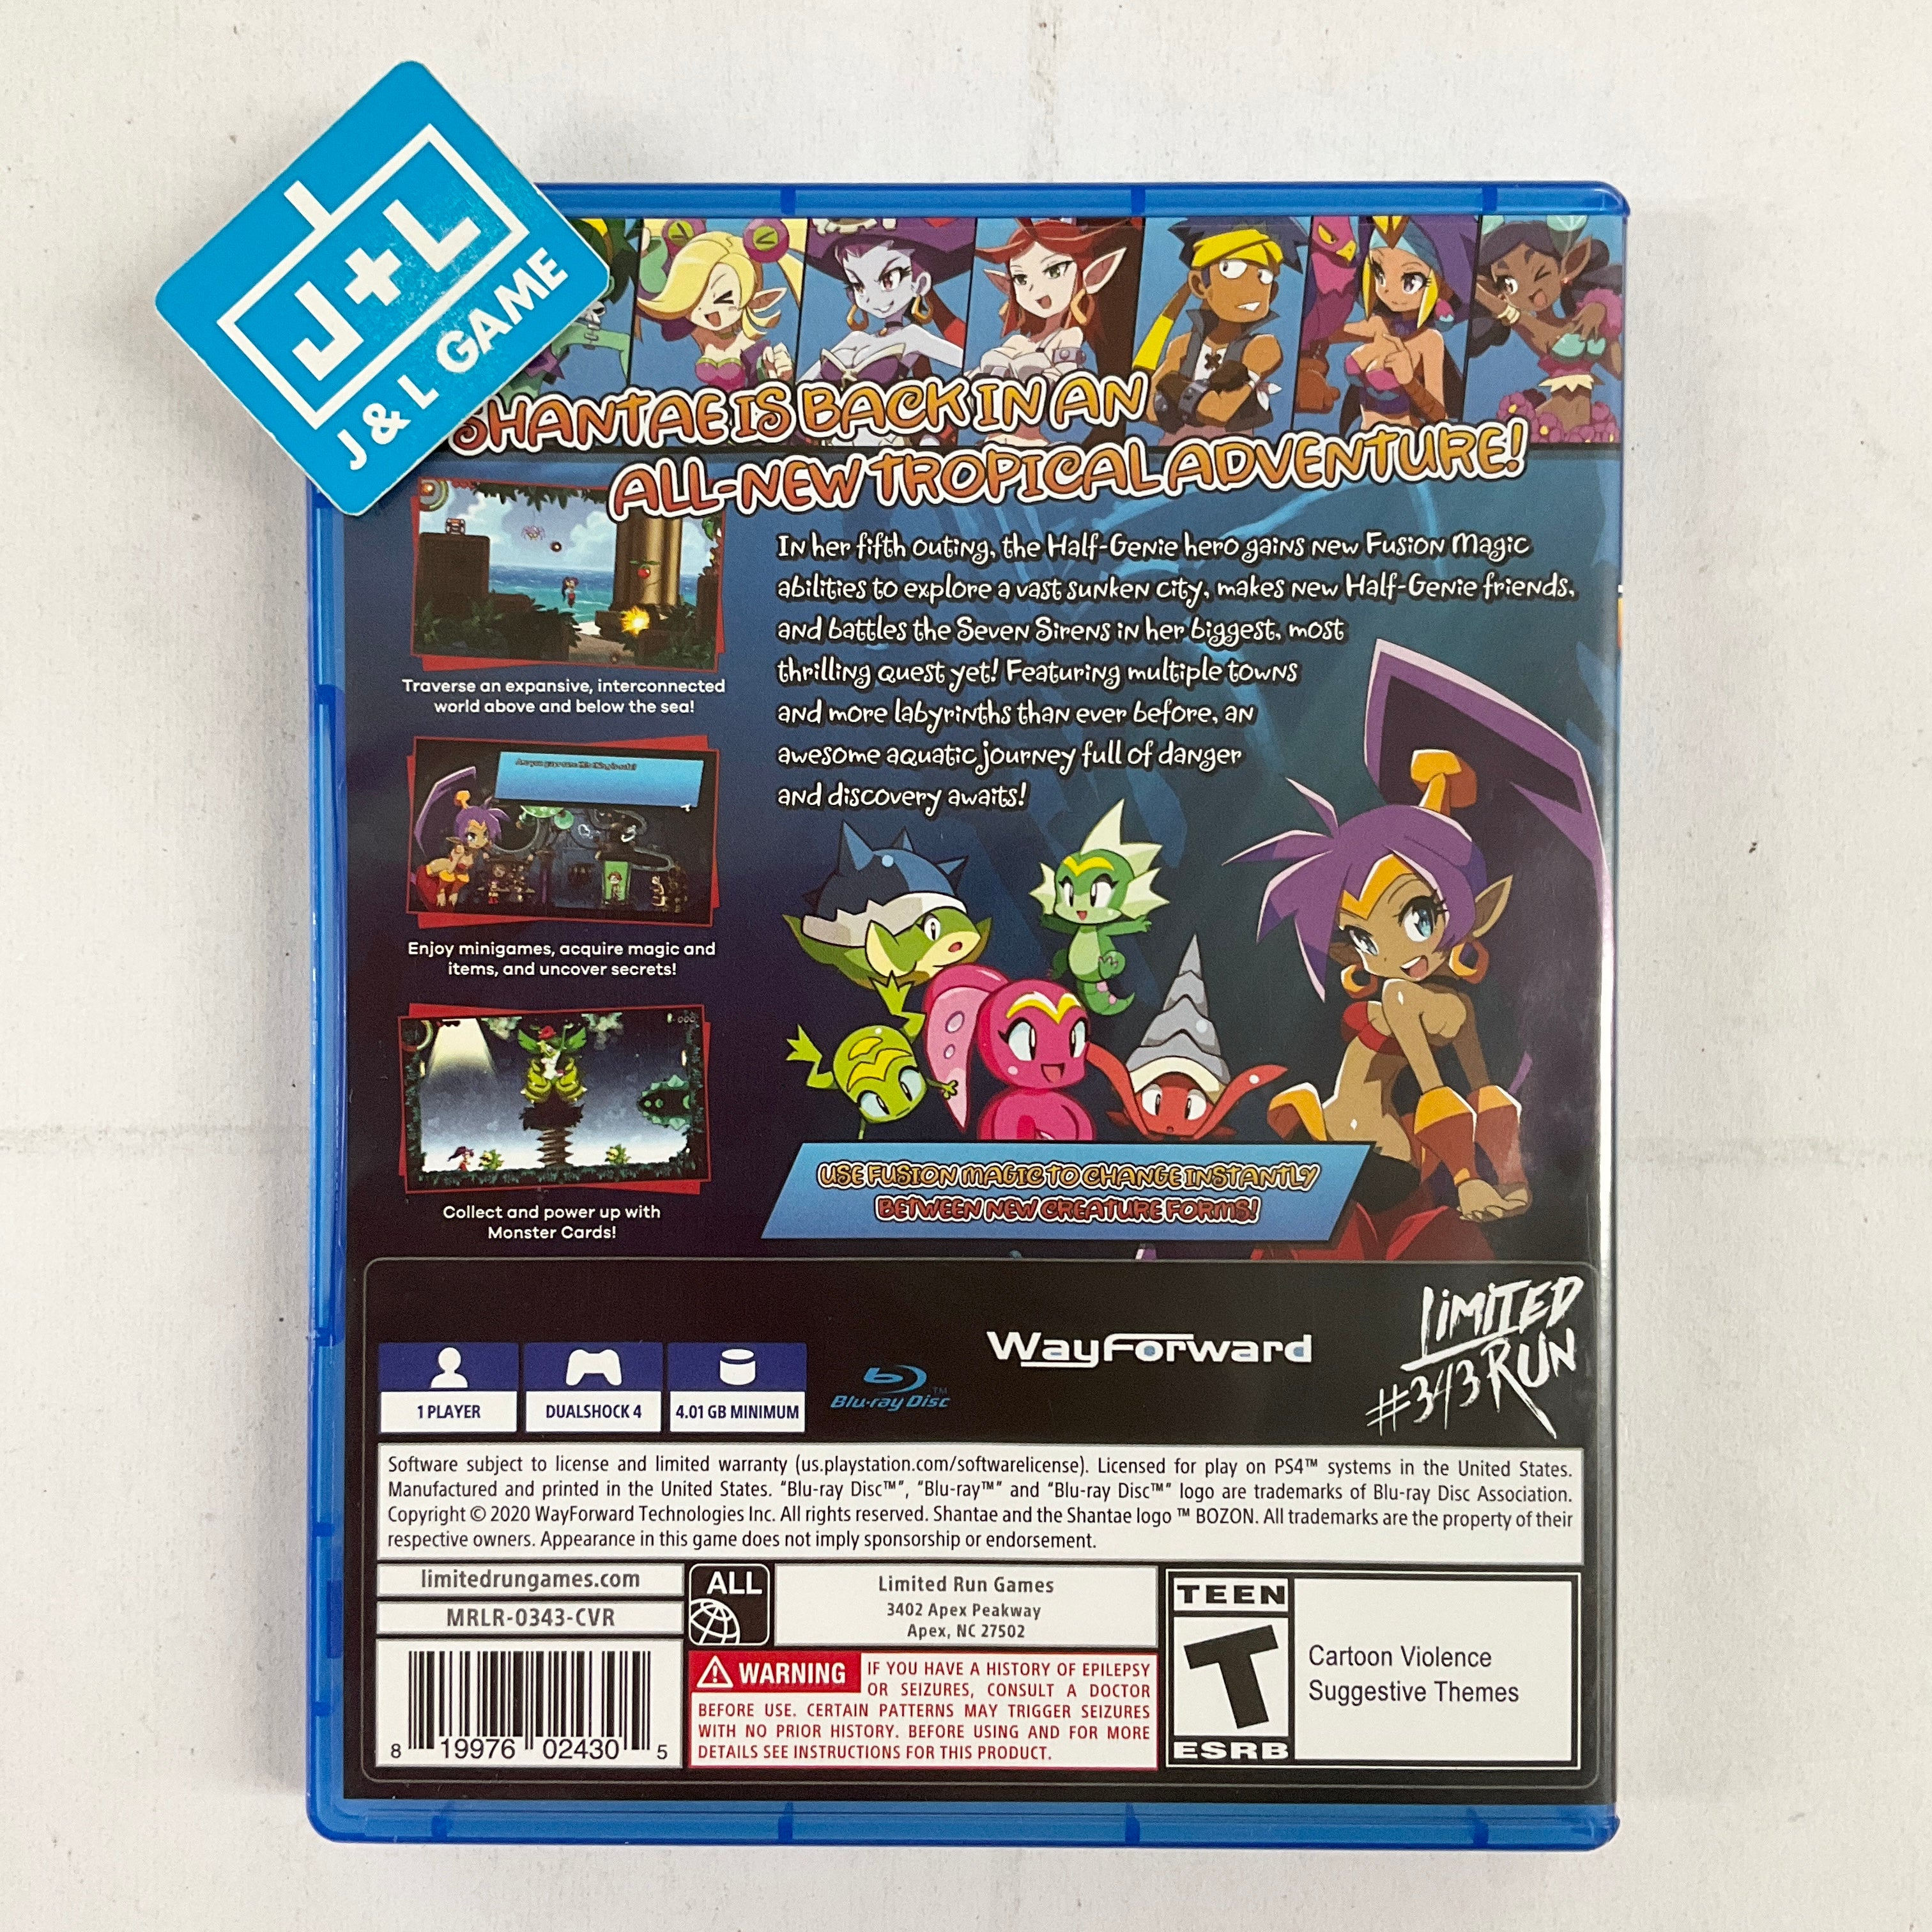 J+L
J & L GAME
SHANTAE IS BACK IN AN
ALL-NEW TROPICAL ADVENTURE!
In her fifth outing, the Half-Genie hero gains new Fusion Magic
abilities to explore a vast sunken city, makes new Half-Genie friends,
and battles the Seven Sirens in her biggest, most
thrilling quest yet! Featuring multiple towns
and more labyrinths than ever before, an
awesome aquatic journey full of danger
and discovery awaits!
Traverse an expansive, interconnected
world above and below the sea!
Enjoy minigames, acquire magic and
items, and uncover secrets!
Collect and power up with
Monster Cards!
USE FUSION MAGIC TO CHANGE INSTANTLY
BETWEEN NEW CREATURE FORMS!
1 PLAYER
DUALSHOCK 4
4.01 GB MINIMUM
Blu-ray Disc™
WayForward
LIMITED
RUN
#343
Software subject to license and limited warranty (us.playstation.com/softwarelicense). Licensed for play on PS4™ systems in the United States.
Manufactured and printed in the United States. "Blu-ray Disc™", "Blu-ray™" and "Blu-ray Disc™" logo are trademarks of Blu-ray Disc Association.
Copyright © 2020 WayForward Technologies Inc. All rights reserved. Shantae and the Shantae logo ™ BOZON. All trademarks are the property of their
respective owners. Appearance in this game does not imply sponsorship or endorsement.
limitedrungames.com
MRLR-0343-CVR
8 19976 02430 5
ALL
Limited Run Games
3402 Apex Peakway
Apex, NC 27502
WARNING IF YOU HAVE A HISTORY OF EPILEPSY
OR SEIZURES, CONSULT A DOCTOR
BEFORE USE. CERTAIN PATTERNS MAY TRIGGER SEIZURES
WITH NO PRIOR HISTORY. BEFORE USING AND FOR MORE
DETAILS SEE INSTRUCTIONS FOR THIS PRODUCT.
TEEN
T
ESRB
Cartoon Violence
Suggestive Themes